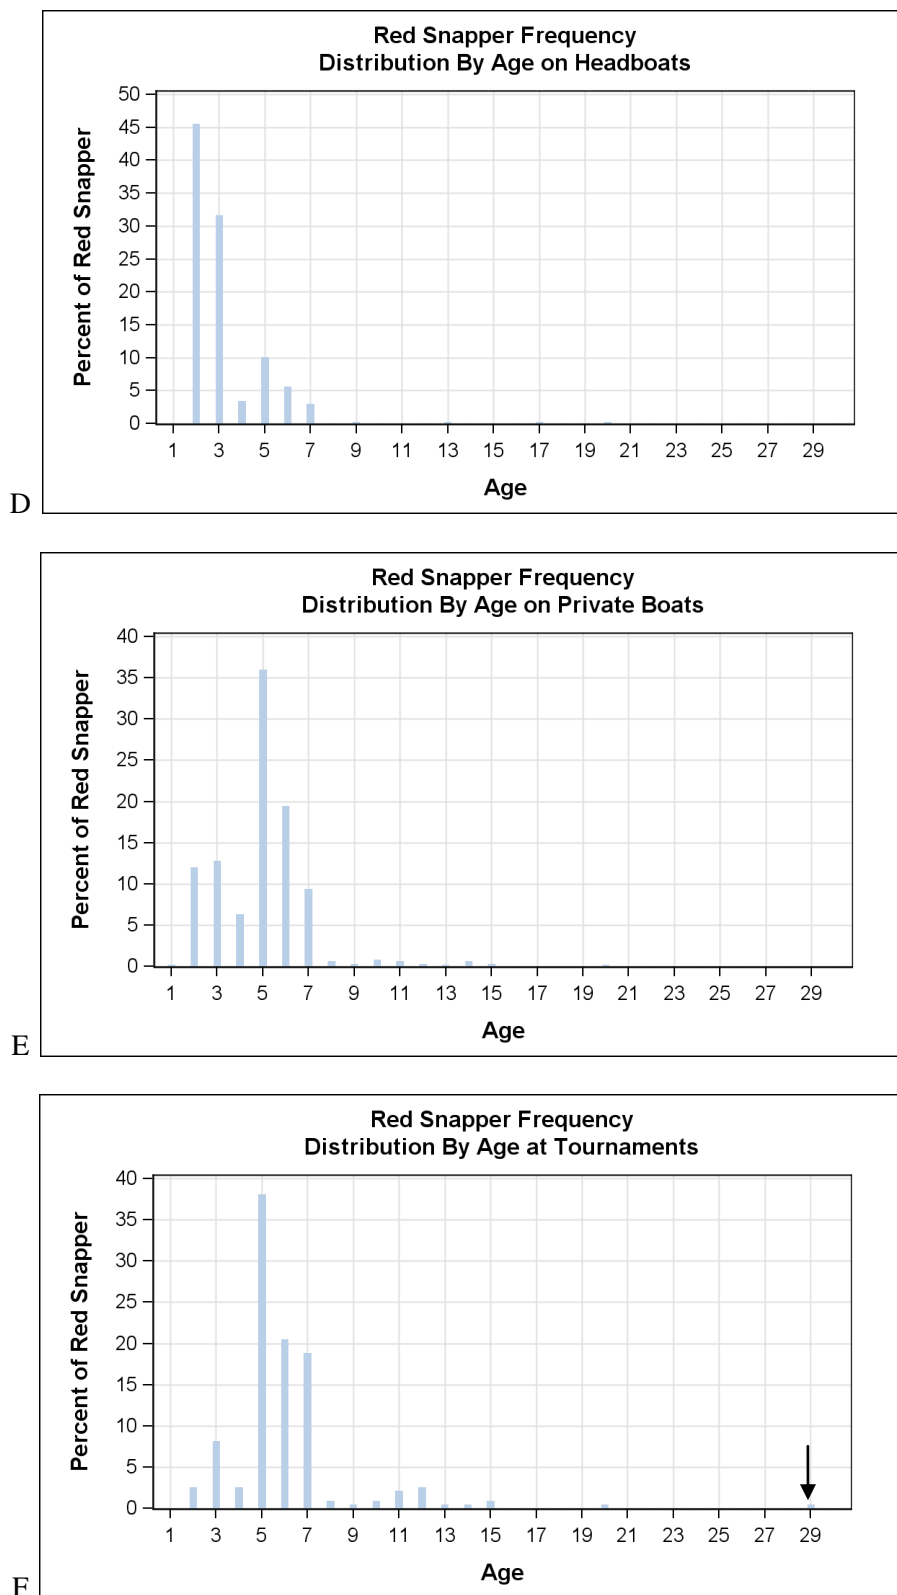 Red Snapper Frequency
Distribution By Age on Headboats
Percent of Red Snapper
50
45
40
35
30
25
20
15
10
5
0
1 3 5 7 9 11 13 15 17 19 21 23 25 27 29
Age
D
Red Snapper Frequency
Distribution By Age on Private Boats
Percent of Red Snapper
40
35
30
25
20
15
10
5
0
1 3 5 7 9 11 13 15 17 19 21 23 25 27 29
Age
E
Red Snapper Frequency
Distribution By Age at Tournaments
Percent of Red Snapper
40
35
30
25
20
15
10
5
0
1 3 5 7 9 11 13 15 17 19 21 23 25 27 29
Age
F